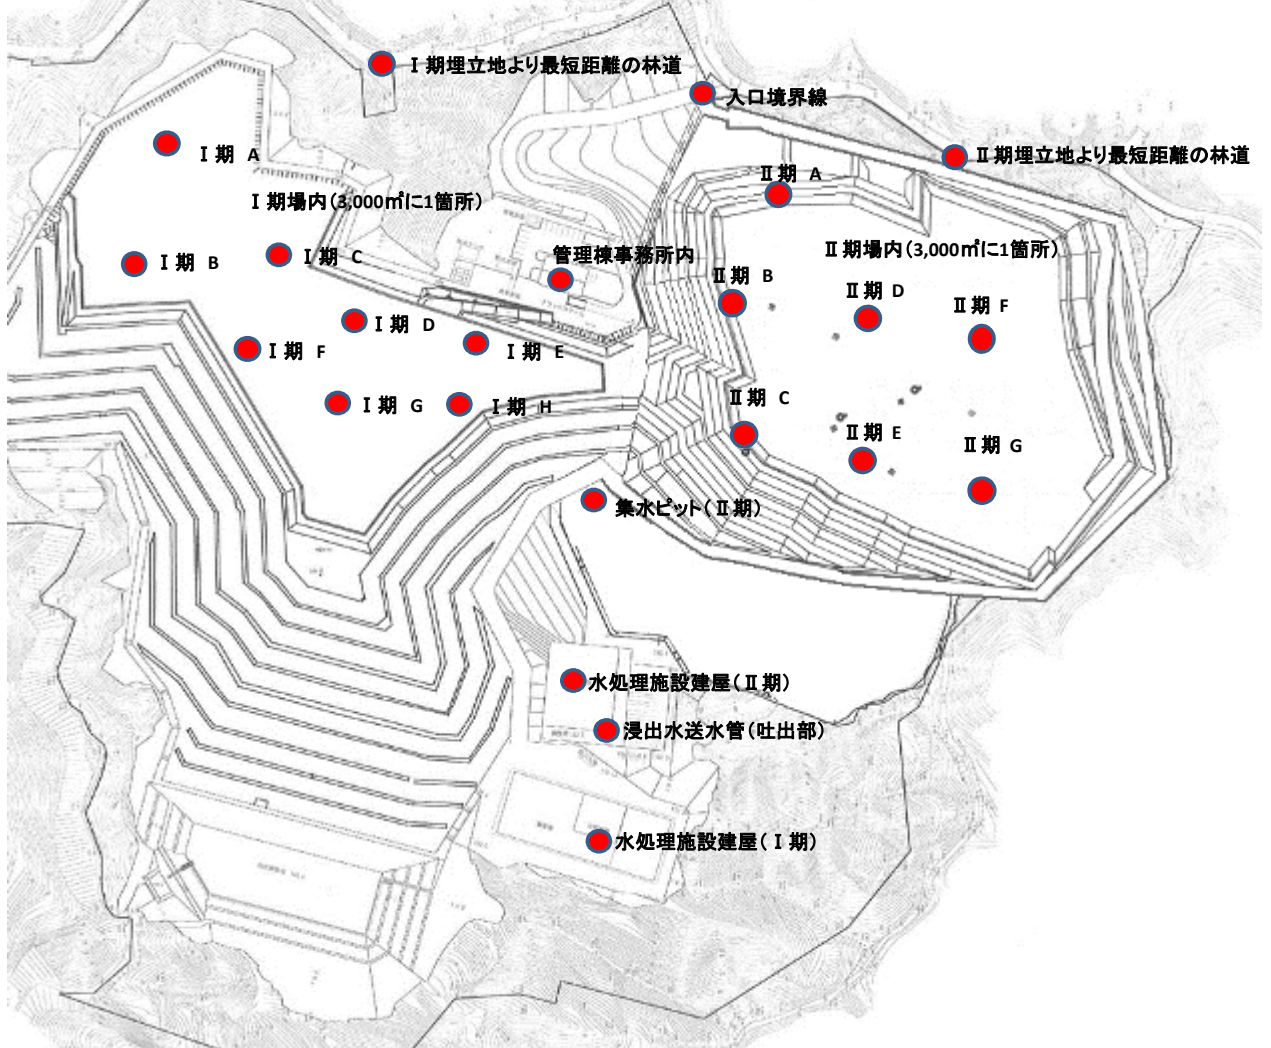 Ⅰ期埋立地より最短距離の林道
入口境界線
Ⅱ期埋立地より最短距離の林道
Ⅰ期 A
Ⅱ期 A
Ⅰ期場内(3,000㎡に1箇所)
Ⅱ期場内(3,000㎡に1箇所)
Ⅰ期 B
Ⅰ期 C
管理棟事務所内
Ⅱ期 B
Ⅱ期 D
Ⅱ期 F
Ⅰ期 D
Ⅰ期 F
Ⅰ期 E
Ⅰ期 G
Ⅰ期 H
Ⅱ期 C
Ⅱ期 E
Ⅱ期 G
集水ピット(Ⅱ期)
水処理施設建屋(Ⅱ期)
浸出水送水管(吐出部)
水処理施設建屋(Ⅰ期)